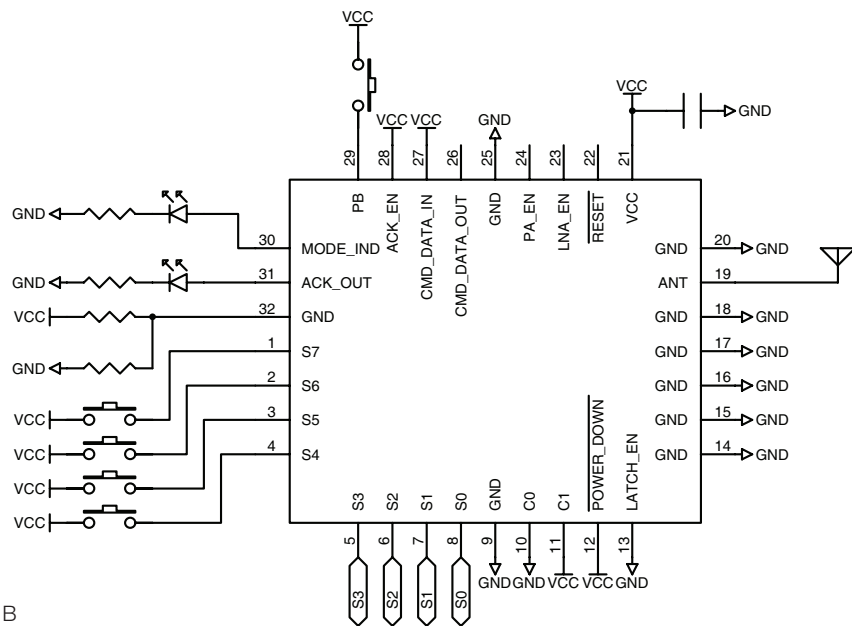 VCC
VCC
GND
GND
VCC VCC
29
28
27
26
25
24
23
22
21
PB
ACK_EN
CMD_DATA_IN
CMD_DATA_OUT
GND
PA_EN
LNA_EN
RESET
VCC
GND
30
MODE_IND
GND
20
GND
GND
31
ACK_OUT
ANT
19
VCC
32
GND
GND
18
GND
GND
1
S7
GND
17
GND
2
S6
GND
16
GND
VCC
3
S5
GND
15
GND
VCC
4
S4
GND
14
GND
VCC
VCC
S3
S2
S1
S0
GND
C0
C1
POWER_DOWN
LATCH_EN
5
6
7
8
9
10
11
12
13
S3
S2
S1
S0
GND GND VCC VCC GND
B